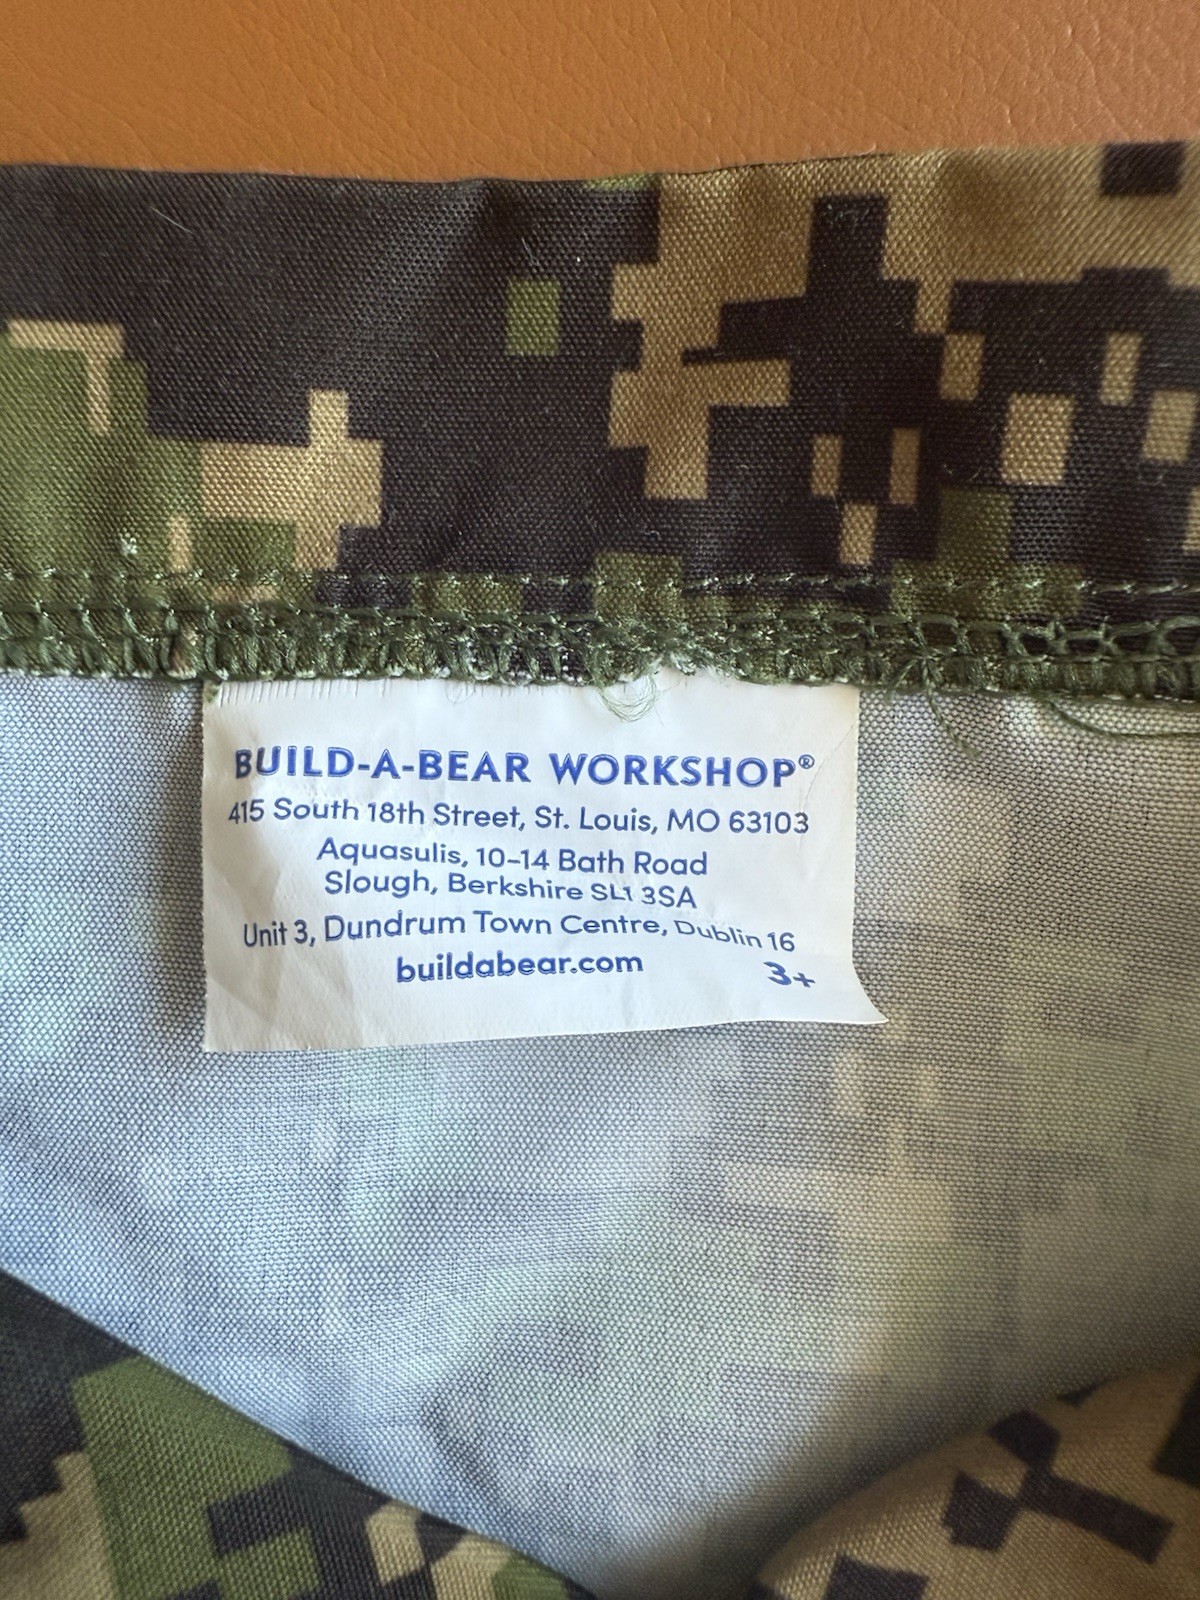 BUILD-A-BEAR WORKSHOP®
415 South 18th Street, St. Louis, MO 63103
Aquasulis, 10-14 Bath Road
Slough, Berkshire SL1 3SA
Unit 3, Dundrum Town Centre, Dublin 16
buildabear.com 3+